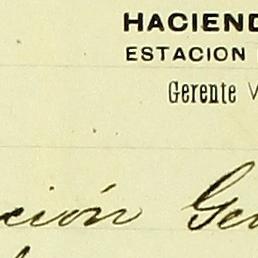 HACIEND
ESTACION
Gerente V
ción Ge